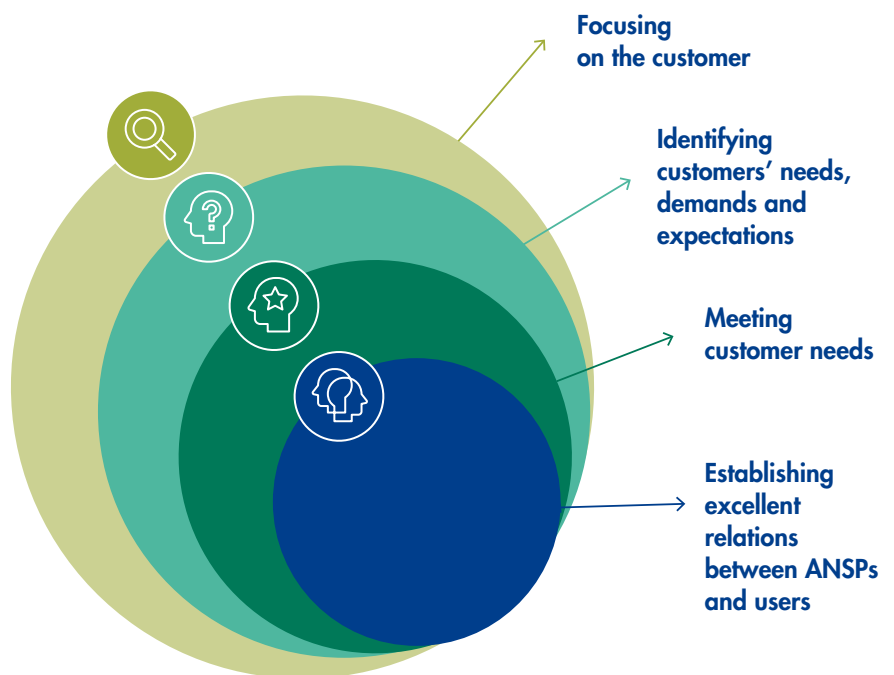 Focusing
on the customer
Identifying
customers’ needs,
demands and
expectations
Meeting
customer needs
Establishing
excellent
relations
between ANSPs
and users